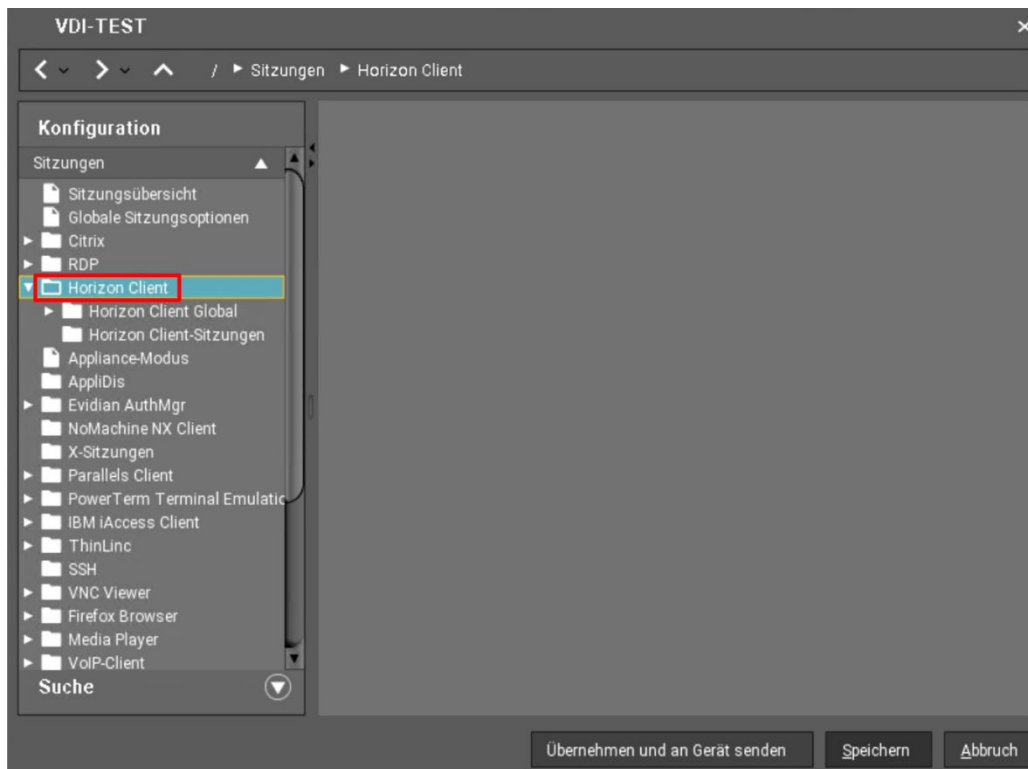 VDI-TEST
/ Sitzungen Horizon Client
Konfiguration
Sitzungen
Sitzungsübersicht
Globale Sitzungsoptionen
Citrix
RDP
Horizon Client
Horizon Client Global
Horizon Client-Sitzungen
Appliance-Modus
AppliDis
Evidian AuthMgr
NoMachine NX Client
X-Sitzungen
Parallels Client
PowerTerm Terminal Emulatio
IBM iAccess Client
ThinLinc
SSH
VNC Viewer
Firefox Browser
Media Player
VoIP-Client
Suche
Übernehmen und an Gerät senden Speichern Abbruch